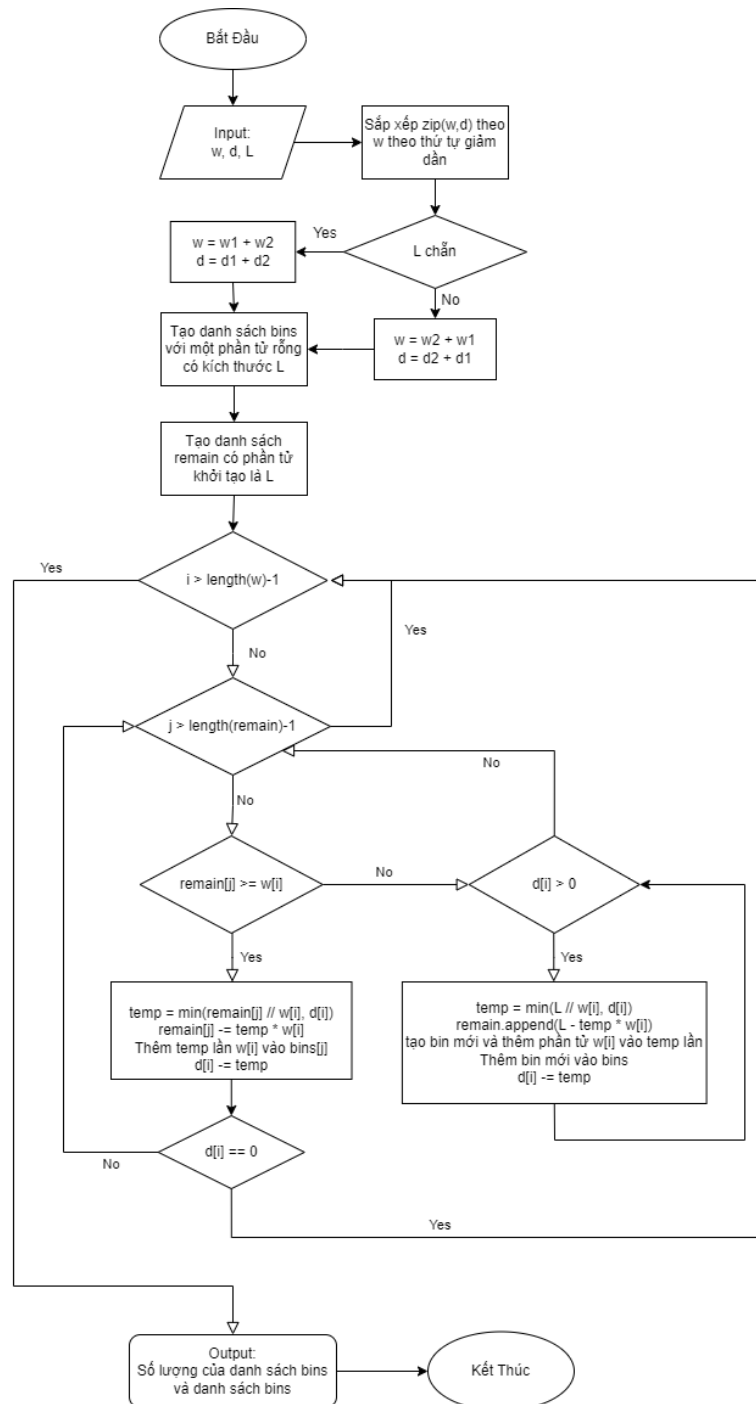 Bắt Đầu
Input:
w, d, L
Sắp xếp zip(w,d) theo
w theo thứ tự giảm
dần
L chẵn
Yes
w = w1 + w2
d = d1 + d2
No
w = w2 + w1
d = d2 + d1
Tạo danh sách bins
với một phần tử rỗng
có kích thước L
Tạo danh sách
remain có phần tử
khởi tạo là L
i > length(w)-1
Yes
No
j > length(remain)-1
Yes
No
remain[j] >= w[i]
No
d[i] > 0
No
Yes
Yes
temp = min(remain[j] // w[i], d[i])
remain[j] -= temp * w[i]
Thêm temp lần w[i] vào bins[j]
d[i] -= temp
temp = min(L // w[i], d[i])
remain.append(L - temp * w[i])
tạo bin mới và thêm phần tử w[i] vào temp lần
Thêm bin mới vào bins
d[i] -= temp
d[i] == 0
No
Yes
Output:
Số lượng của danh sách bins
và danh sách bins
Kết Thúc